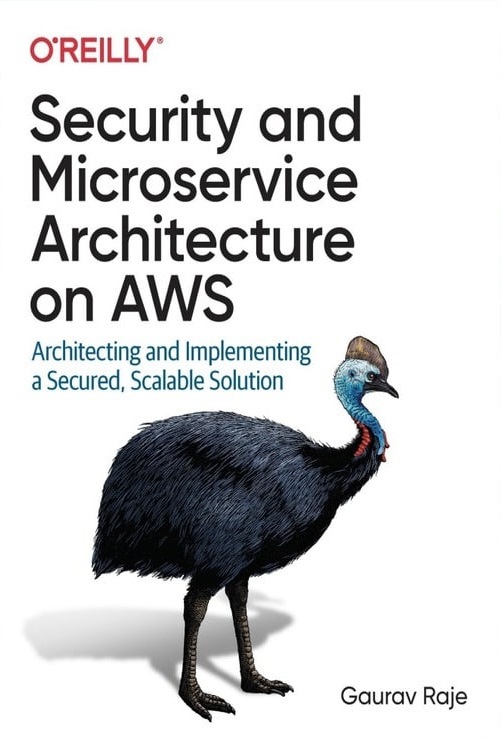 O'REILLY®
Security and
Microservice
Architecture
on AWS
Architecting and Implementing
a Secured, Scalable Solution
Gaurav Raje